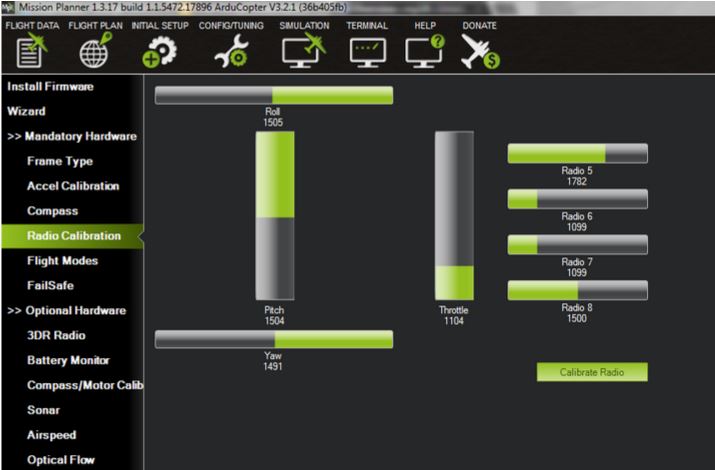 Mission Planner 1.3.17 build 1.1.5472.17896 ArduCopter V3.2.1 (36b405fb)
FLIGHT DATA FLIGHT PLAN INITIAL SETUP CONFIG/TUNING SIMULATION TERMINAL HELP DONATE
Install Firmware
Wizard
>> Mandatory Hardware
Frame Type
Accel Calibration
Compass
Radio Calibration
Flight Modes
FailSafe
>> Optional Hardware
3DR Radio
Battery Monitor
Compass/Motor Calib
Sonar
Airspeed
Optical Flow
Roll
1505
Pitch
1504
Throttle
1104
Yaw
1491
Radio 5
1782
Radio 6
1099
Radio 7
1099
Radio 8
1500
Calibrate Radio